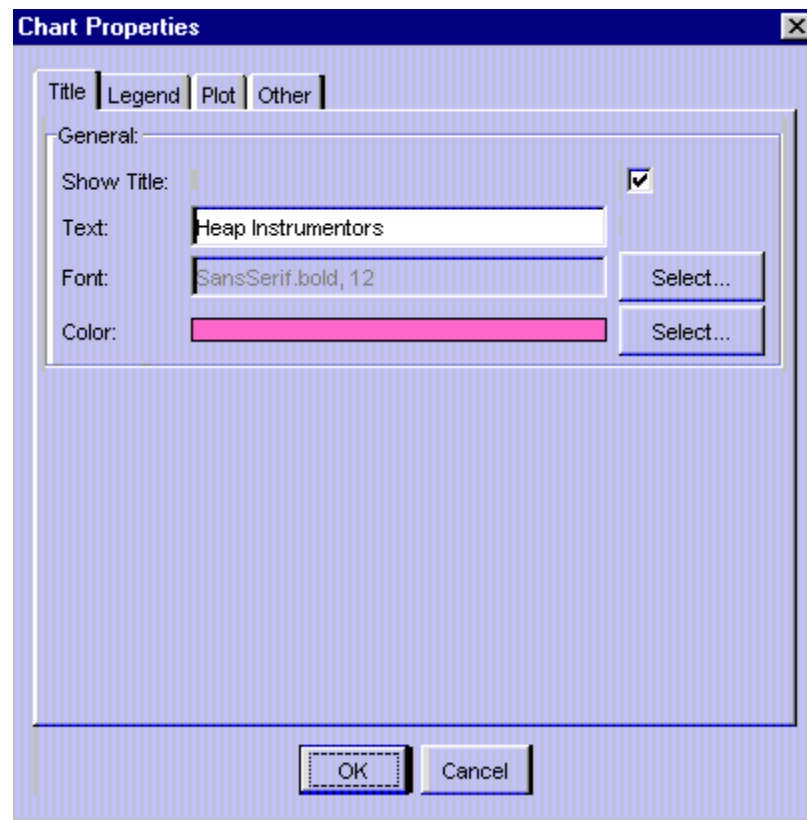 Chart Properties
Title Legend Plot Other
General:
Show Title:
Text: Heap Instrumentors
Font: SansSerif.bold, 12 Select...
Color: Select...
OK Cancel